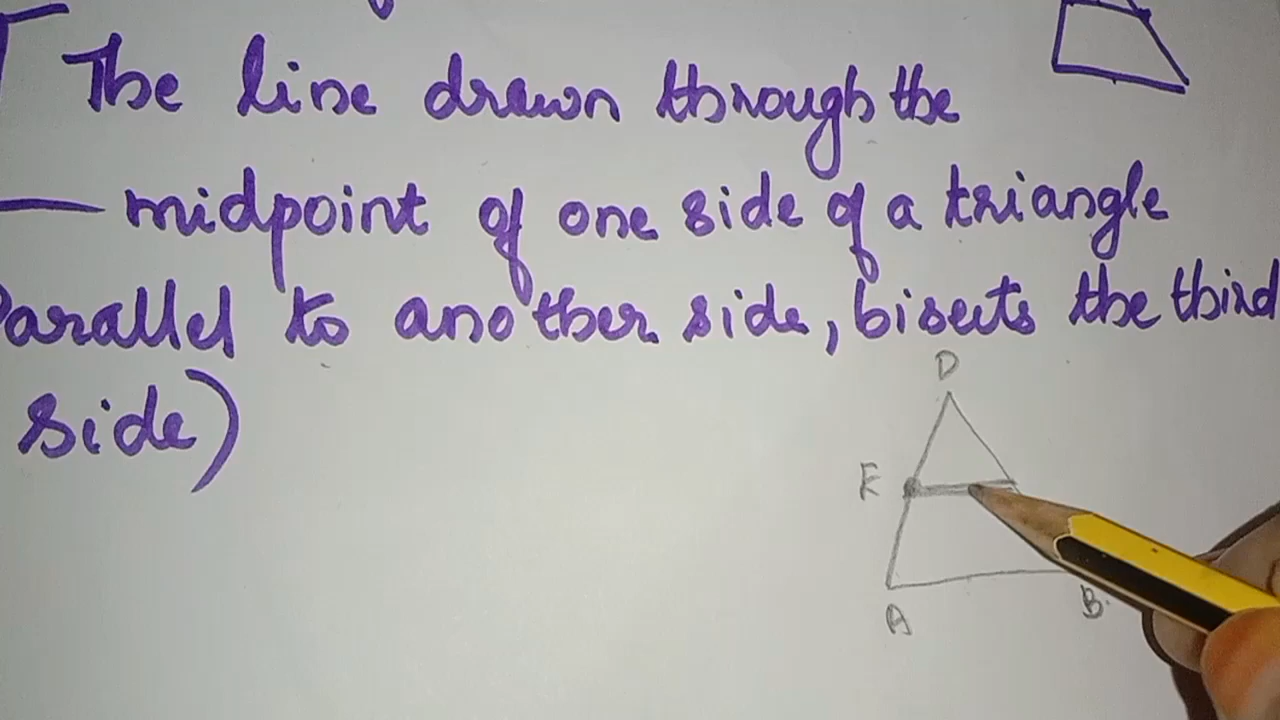 The line drawn through the
midpoint of one side of a triangle
Parallel to another side, bisects the third
side)
D
E
A
B.